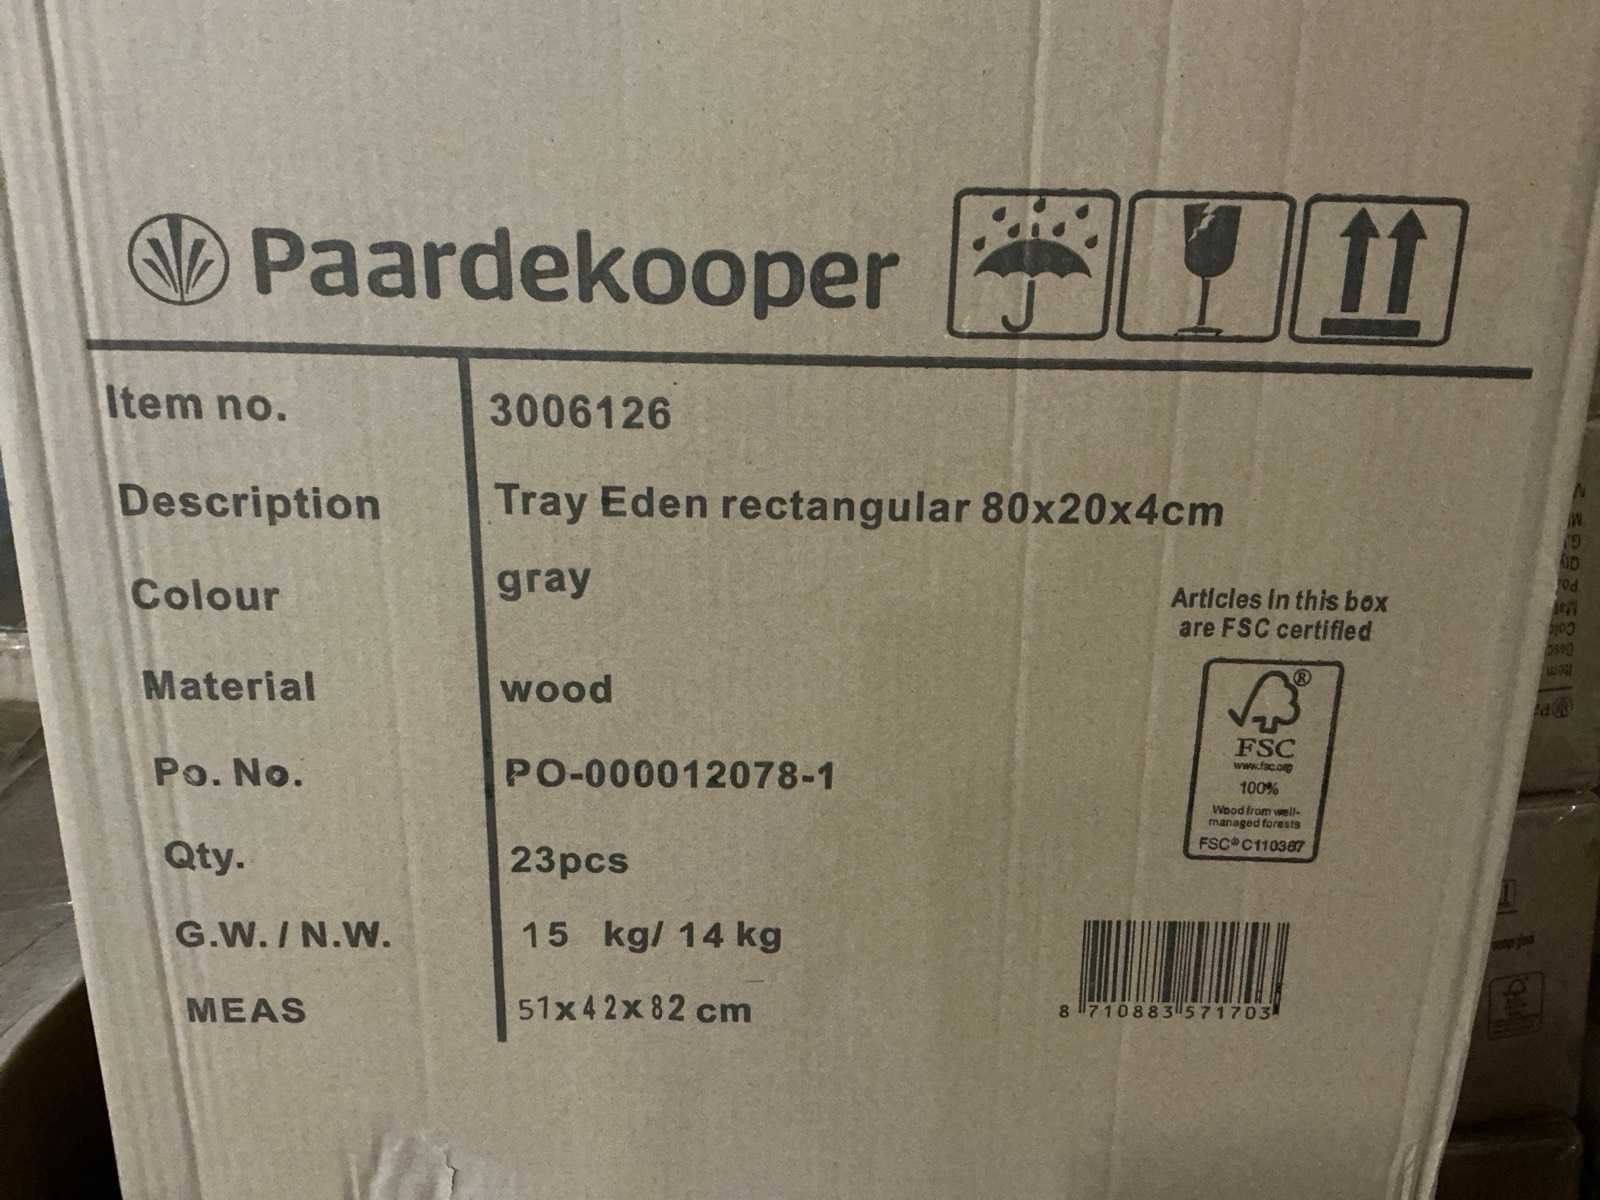 Paardekooper
Item no. 3006126
Description Tray Eden rectangular 80x20x4cm
Colour gray
Material wood
Po. No. PO-000012078-1
Qty. 23pcs
G.W. / N.W. 15 kg/ 14 kg
MEAS 51x42x82 cm
Articles in this box
are FSC certified
®
FSC
www.fsc.org
100%
Wood from well-
managed forests
FSC® C110367
8 710883 571703